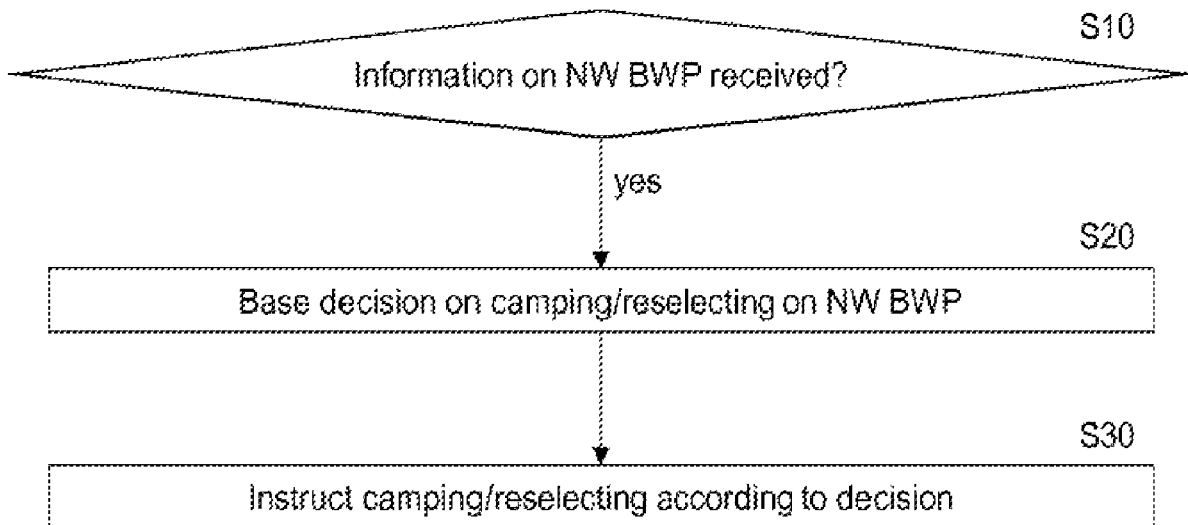 S10
Information on NW BWP received?
yes
S20
Base decision on camping/reselecting on NW BWP
S30
Instruct camping/reselecting according to decision